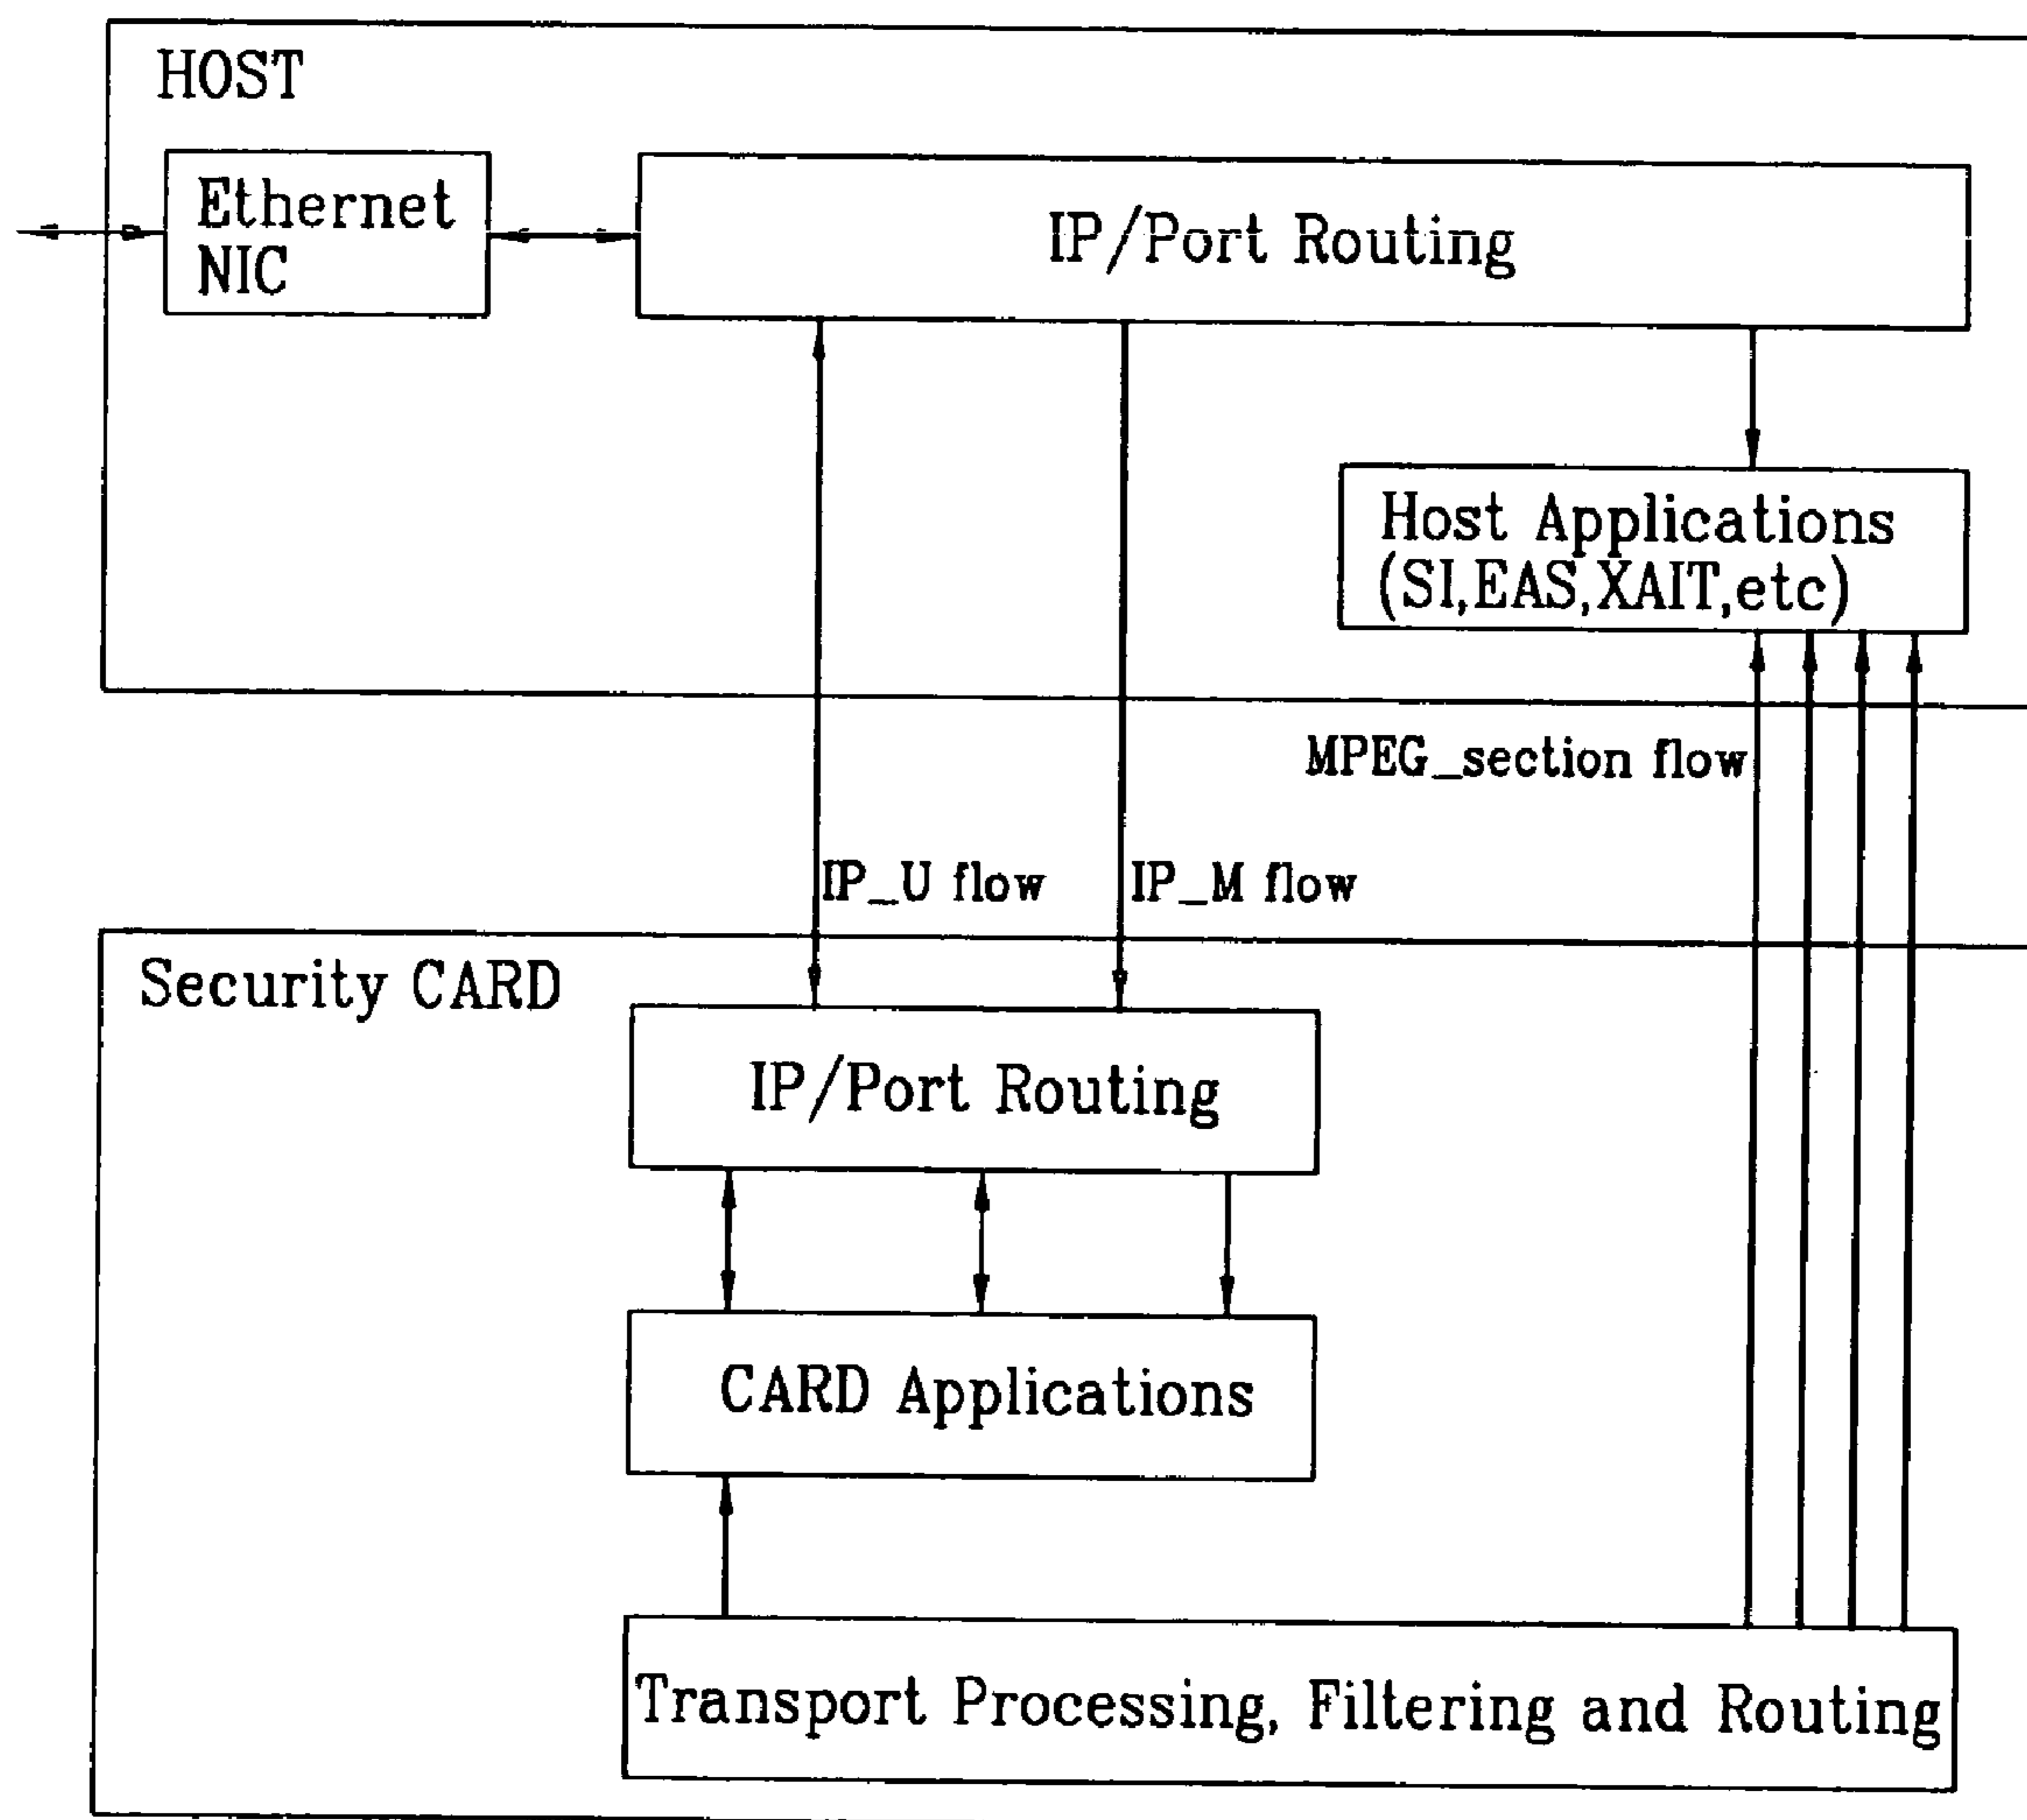 HOST
Ethernet
NIC
IP/Port Routing
Host Applications
(SI,EAS,XAIT,etc)
MPEG_section flow
IP_U flow
IP_M flow
Security CARD
IP/Port Routing
CARD Applications
Transport Processing, Filtering and Routing